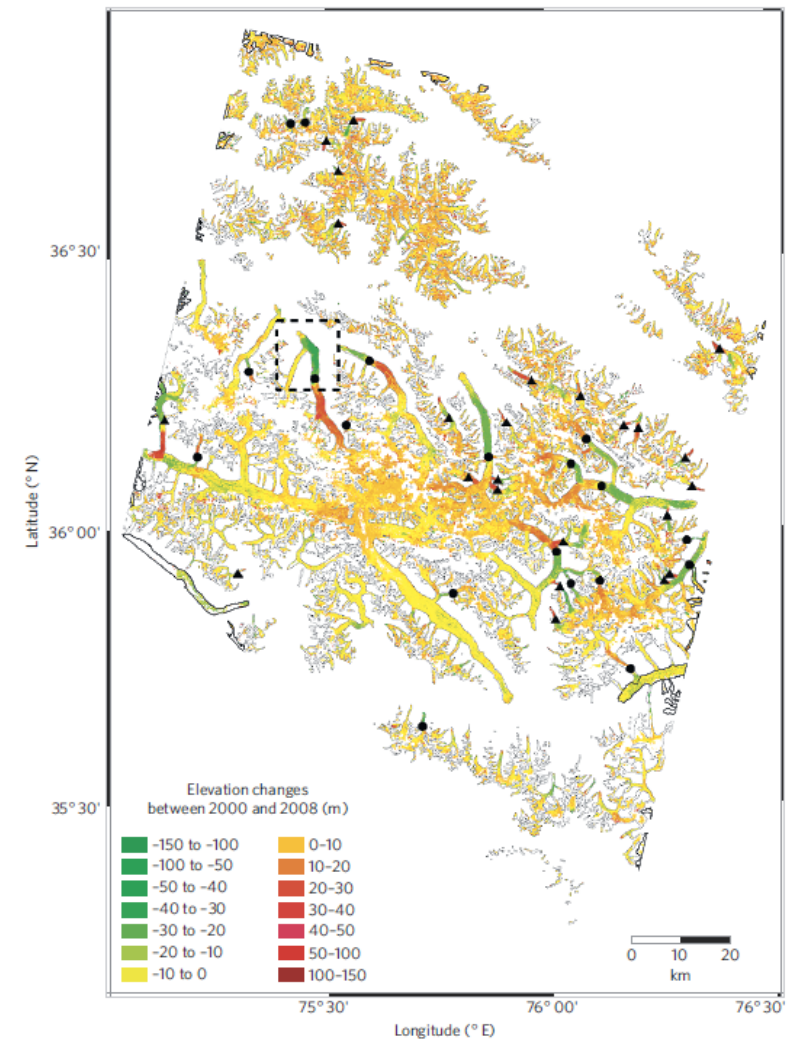 36° 30'
36° 00'
35° 30'
Latitude (° N)
Elevation changes
between 2000 and 2008 (m)
-150 to -100
-100 to -50
-50 to -40
-40 to -30
-30 to -20
-20 to -10
-10 to 0
0-10
10-20
20-30
30-40
40-50
50-100
100-150
0 10 20
km
75° 30' 76° 00' 76° 30'
Longitude (° E)